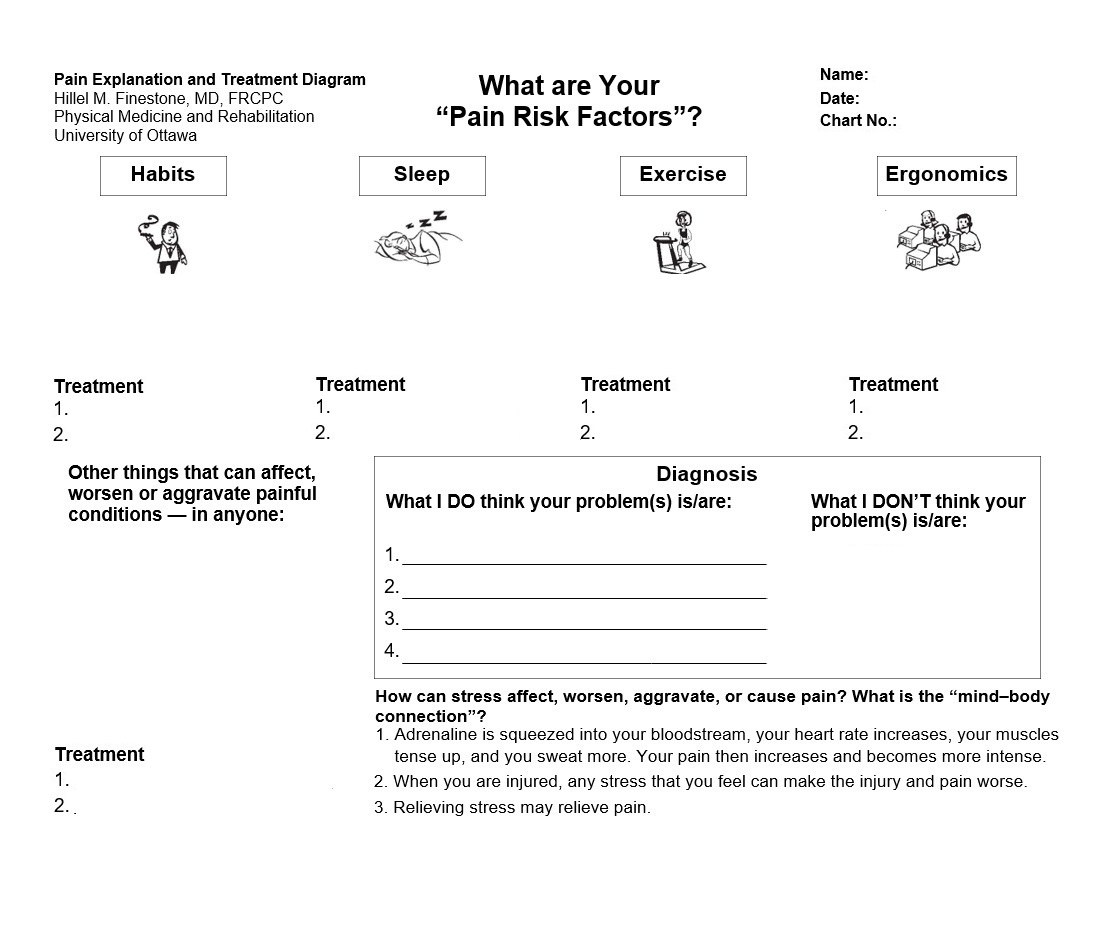 Pain Explanation and Treatment Diagram
Hillel M. Finestone, MD, FRCPC
Physical Medicine and Rehabilitation
University of Ottawa
What are Your
“Pain Risk Factors”?
Name:
Date:
Chart No.:
Habits
Sleep
Exercise
Ergonomics
z z z
Treatment
1.
2.
Treatment
1.
2.
Treatment
1.
2.
Treatment
1.
2.
Other things that can affect,
worsen or aggravate painful
conditions — in anyone:
Treatment
1.
2. .
Diagnosis
What I DO think your problem(s) is/are:
1.
2.
3.
4.
What I DON’T think your
problem(s) is/are:
How can stress affect, worsen, aggravate, or cause pain? What is the “mind–body
connection”?
1. Adrenaline is squeezed into your bloodstream, your heart rate increases, your muscles
tense up, and you sweat more. Your pain then increases and becomes more intense.
2. When you are injured, any stress that you feel can make the injury and pain worse.
3. Relieving stress may relieve pain.